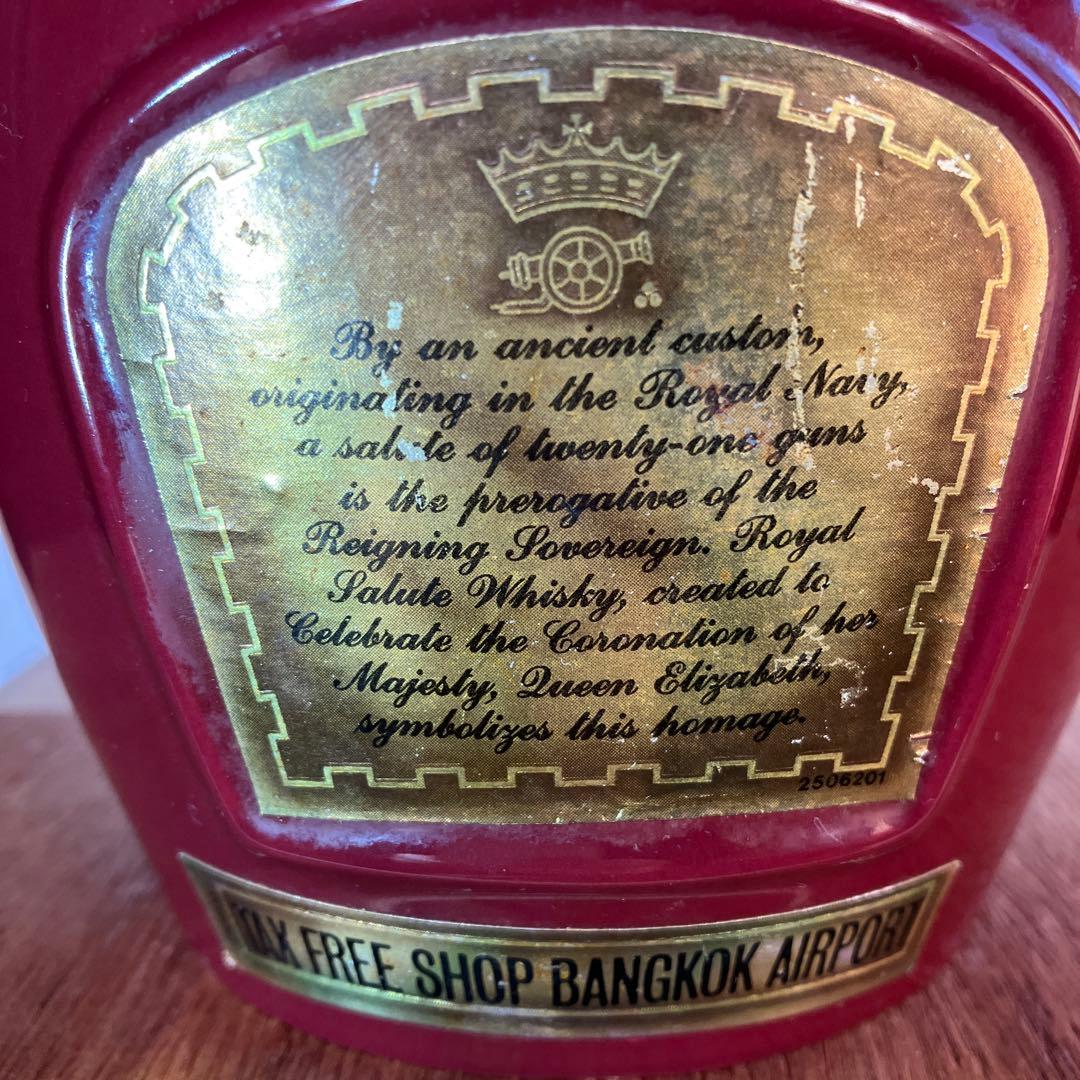 By an ancient custom,
originating in the Royal Navy,
a salute of twenty-one guns
is the prerogative of the
Reigning Sovereign. Royal
Salute Whisky, created to
Celebrate the Coronation of her
Majesty, Queen Elizabeth,
symbolizes this homage.
2506201
TAX FREE SHOP BANGKOK AIRPORT